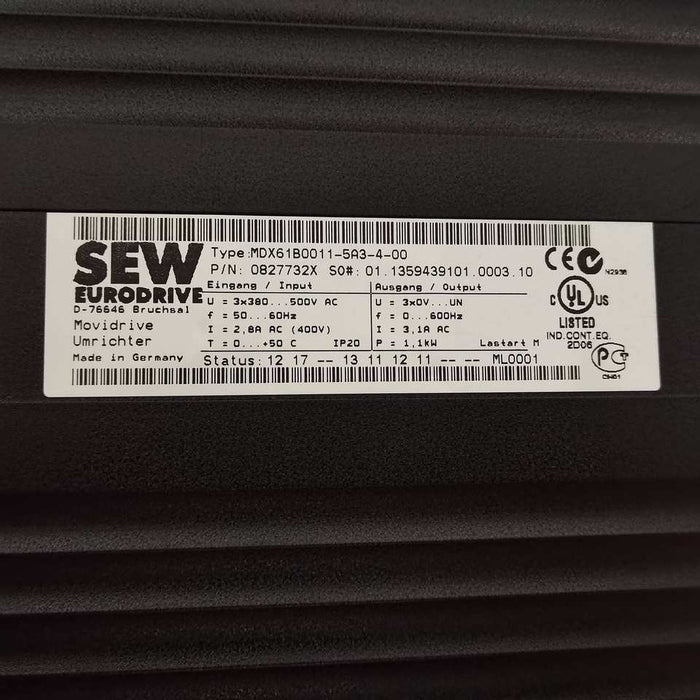 SEW
EURODRIVE
D-76646 Bruchsal
Movidrive
Umrichter
Made in Germany
Type:MDX61B0011-5A3-4-00
P/N: 0827732X SO#: 01.1359439101.0003.10
Eingang / Input
U = 3x380...500V AC
f = 50...60Hz
I = 2,8A AC (400V)
T = 0...+50 C IP20
Ausgang / Output
U = 3x0V...UN
f = 0...600Hz
I = 3,1A AC
P = 1,1kW Lastart M
Status: 12 17 -- 13 11 12 11 -- -- ML0001
CE
N2936
C UL US
LISTED
IND.CONT.EQ.
2D06